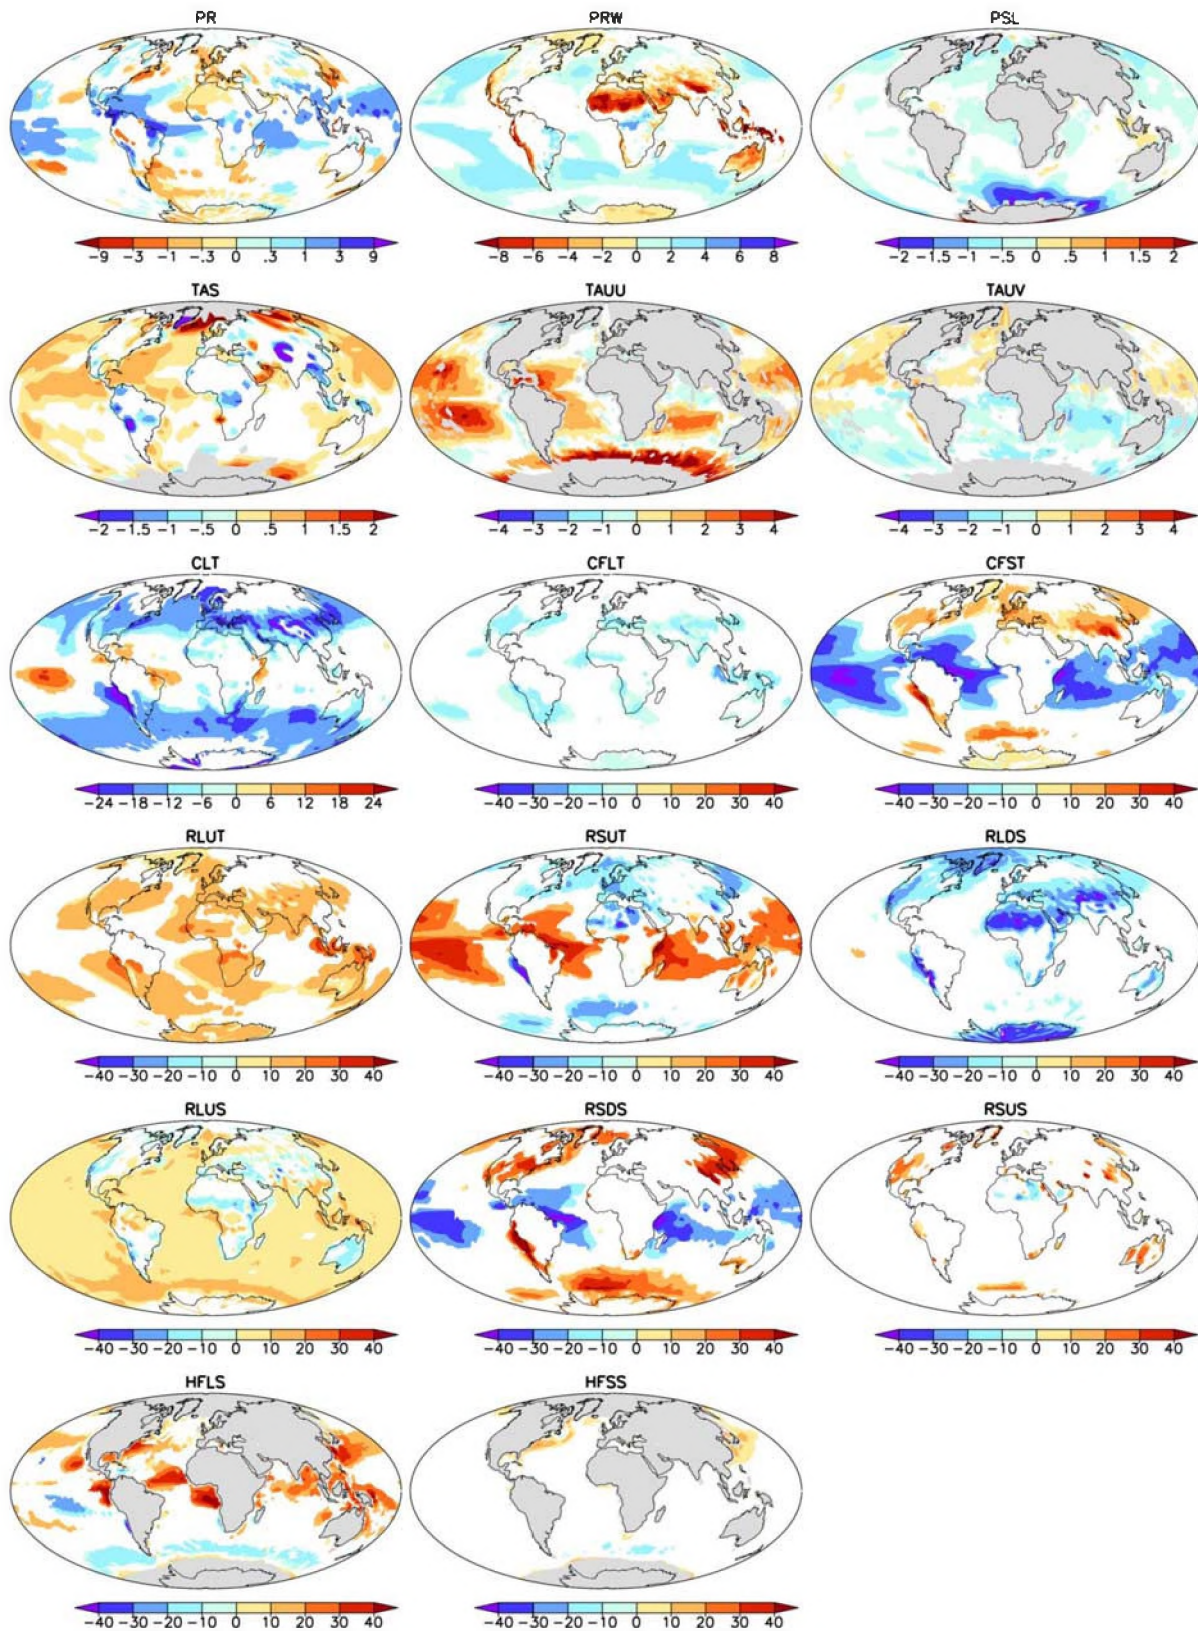 PR PRW PSL
-9 -3 -1 -.3 0 .3 1 3 9 -8 -6 -4 -2 0 2 4 6 8 -2 -1.5 -1 -.5 0 .5 1 1.5 2
TAS TAUU TAUV
-2 -1.5 -1 -.5 0 .5 1 1.5 2 -4 -3 -2 -1 0 1 2 3 4 -4 -3 -2 -1 0 1 2 3 4
CLT CFLT CFST
-24 -18 -12 -6 0 6 12 18 24 -40 -30 -20 -10 0 10 20 30 40 -40 -30 -20 -10 0 10 20 30 40
RLUT RSUT RLDS
-40 -30 -20 -10 0 10 20 30 40 -40 -30 -20 -10 0 10 20 30 40 -40 -30 -20 -10 0 10 20 30 40
RLUS RSDS RSUS
-40 -30 -20 -10 0 10 20 30 40 -40 -30 -20 -10 0 10 20 30 40 -40 -30 -20 -10 0 10 20 30 40
HFLS HFSS
-40 -30 -20 -10 0 10 20 30 40 -40 -30 -20 -10 0 10 20 30 40